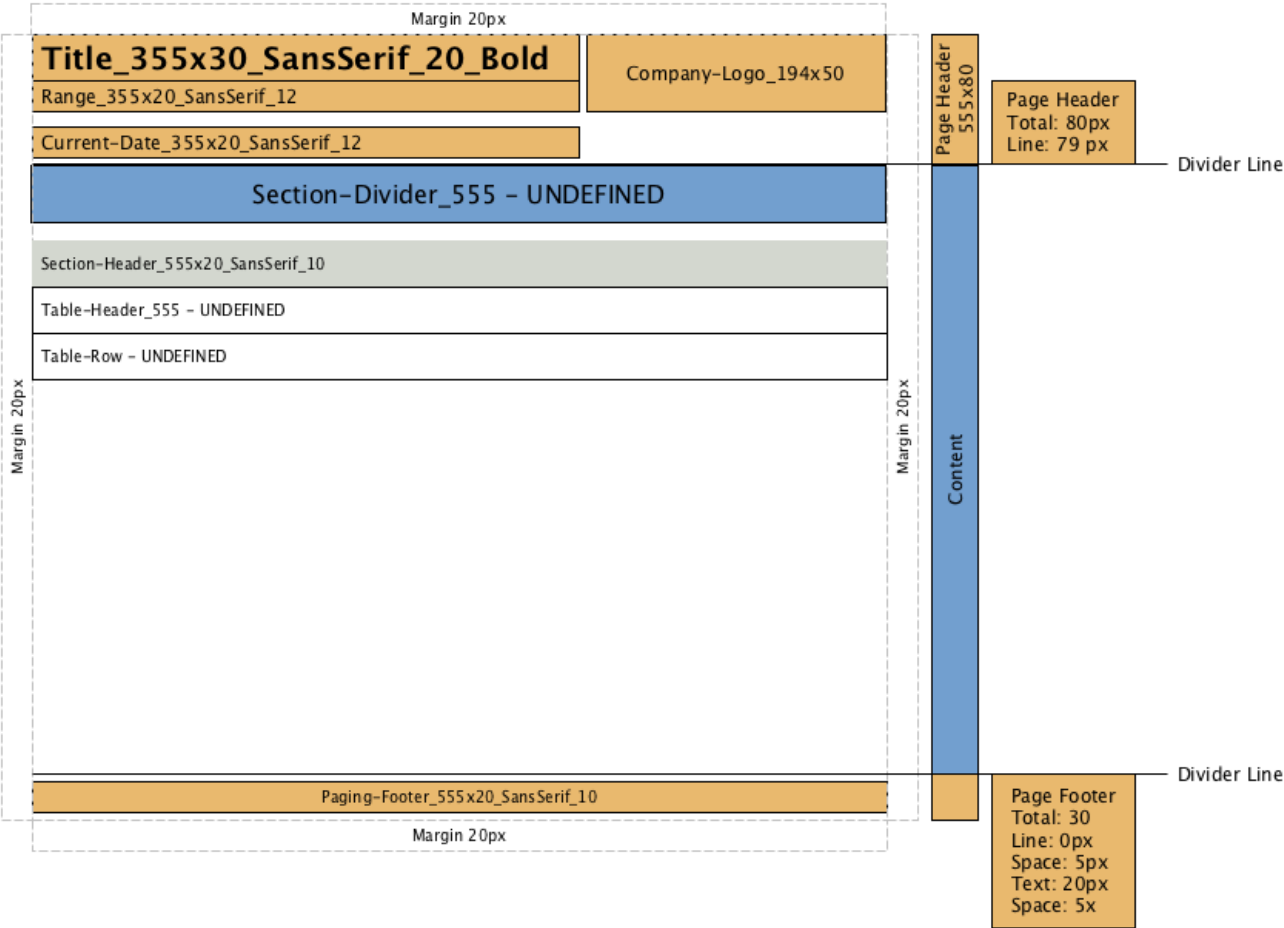 Margin 20px
Title_355x30_SansSerif_20_Bold
Company-Logo_194x50
Range_355x20_SansSerif_12
Current-Date_355x20_SansSerif_12
Page Header
555x80
Page Header
Total: 80px
Line: 79 px
Divider Line
Section-Divider_555 - UNDEFINED
Section-Header_555x20_SansSerif_10
Table-Header_555 - UNDEFINED
Table-Row - UNDEFINED
Margin 20px
Margin 20px
Content
Divider Line
Paging-Footer_555x20_SansSerif_10
Margin 20px
Page Footer
Total: 30
Line: 0px
Space: 5px
Text: 20px
Space: 5x